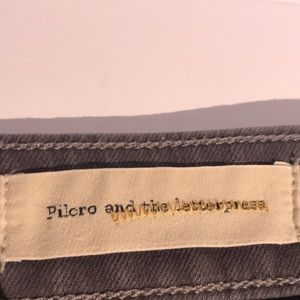 Pilcro and the letterpress